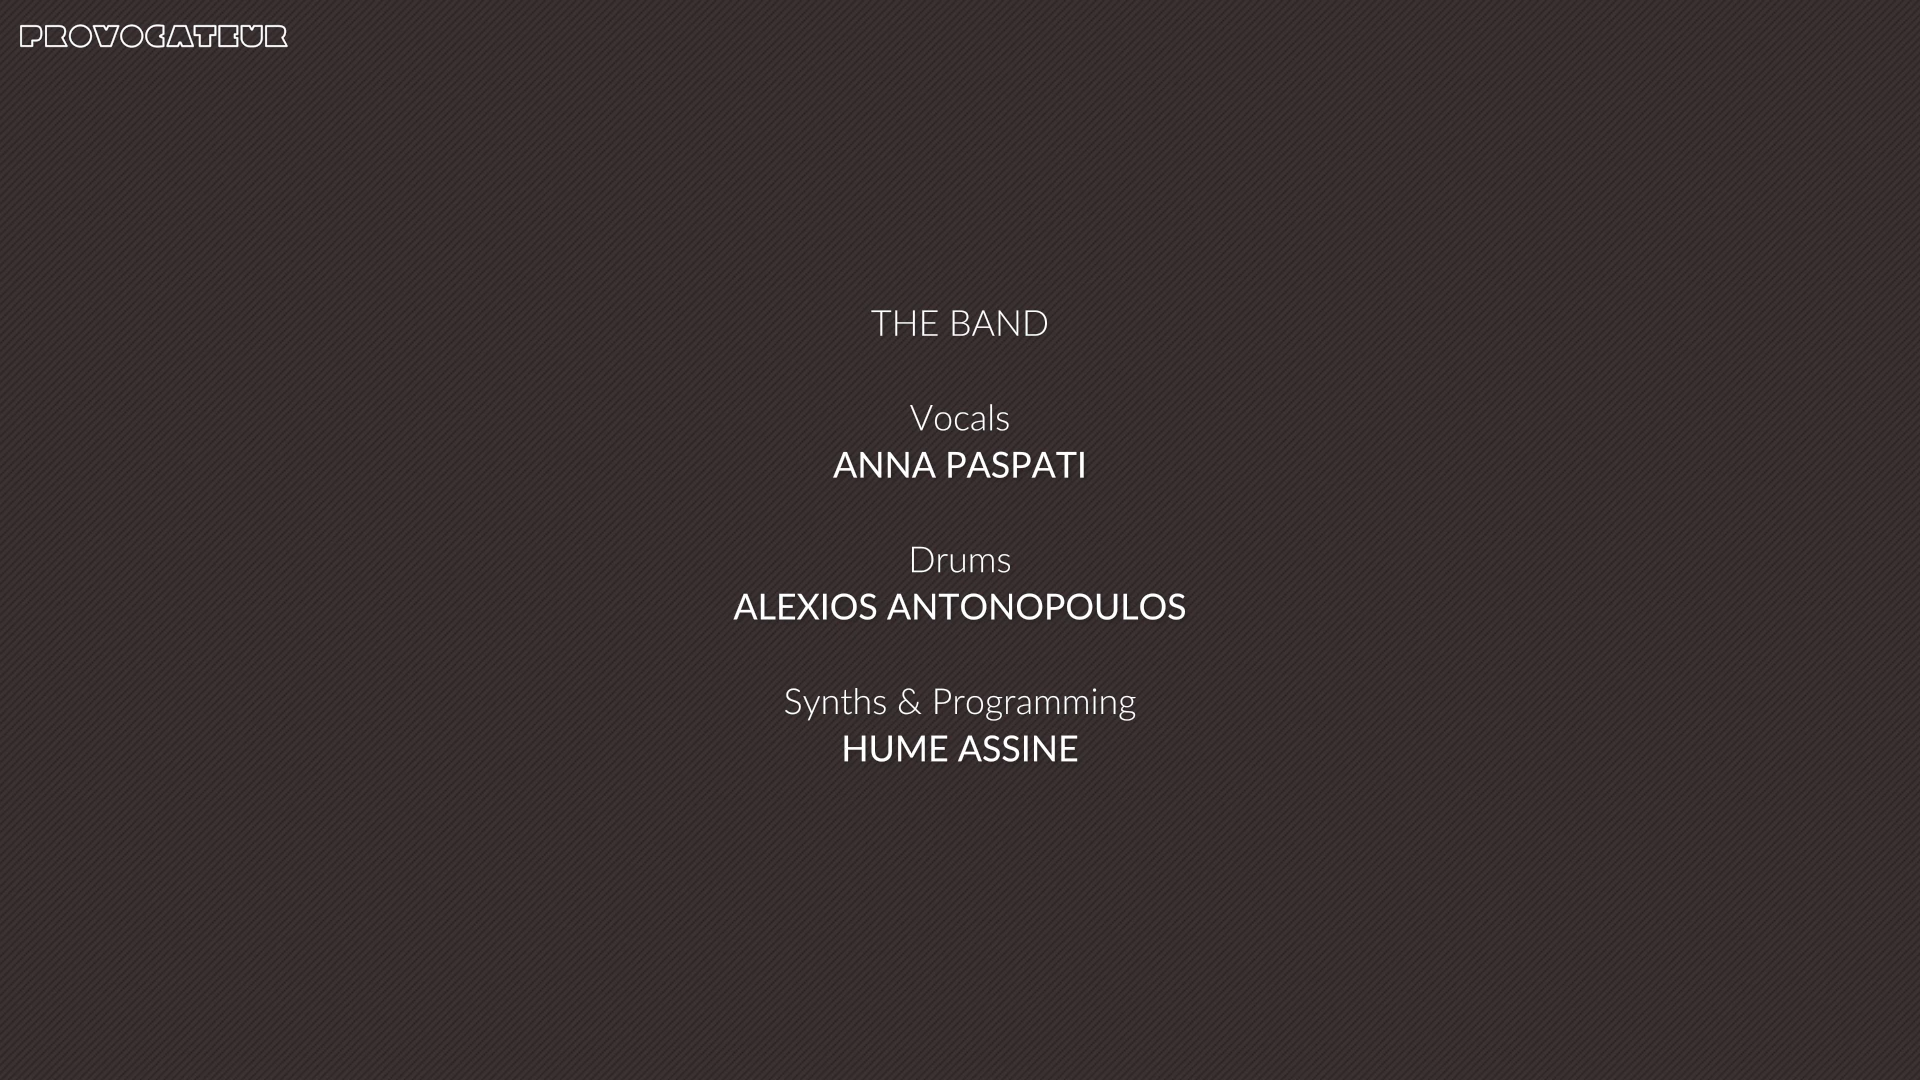 PROVOCATEUR
THE BAND
Vocals
ANNA PASPATI
Drums
ALEXIOS ANTONOPOULOS
Synths & Programming
HUME ASSINE